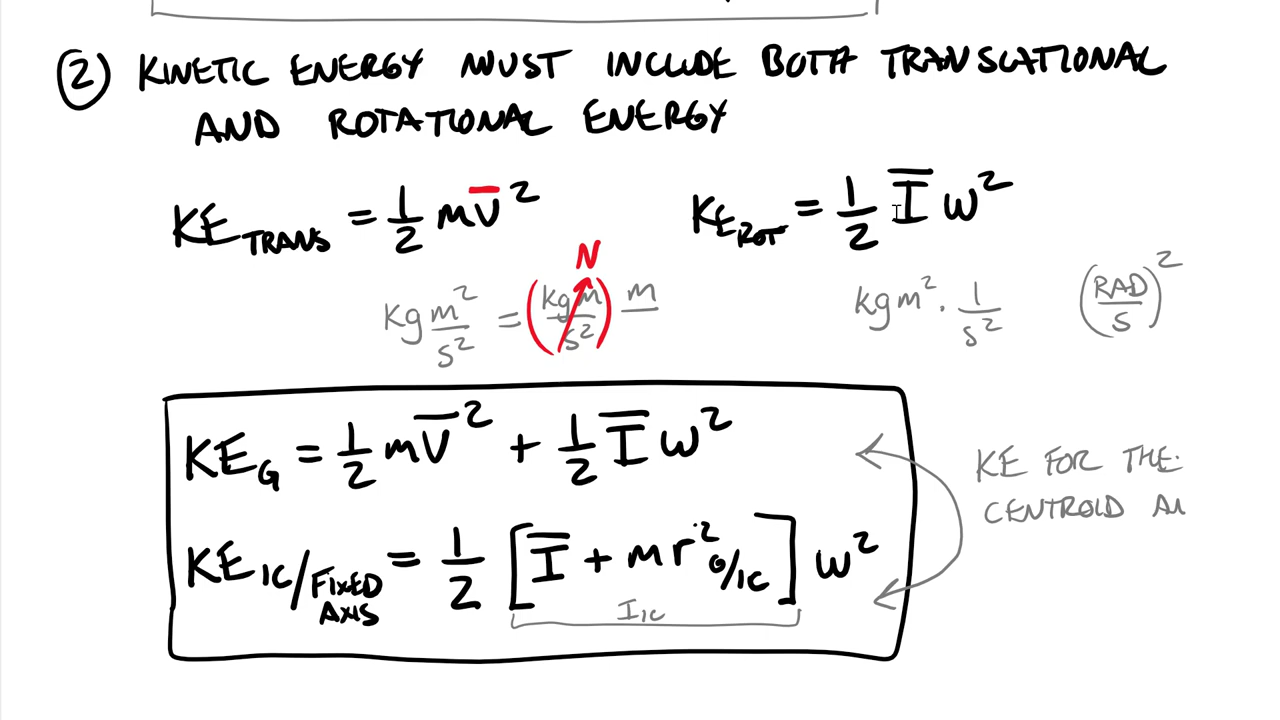 ② KINETIC ENERGY MUST INCLUDE BOTH TRANSLATIONAL
AND ROTATIONAL ENERGY
KE_TRANS = 1/2 m v̅²
KE_ROT = 1/2 I̅ ω²
kg m²/s² = (kg m/s²) m
N
kg m² · 1/s²
(RAD/S)²
KE_G = 1/2 m V̅² + 1/2 I̅ ω²
KE FOR THE
CENTROID
KE_IC/FIXED AXIS = 1/2 [I̅ + m r²_G/IC] ω²
I_IC